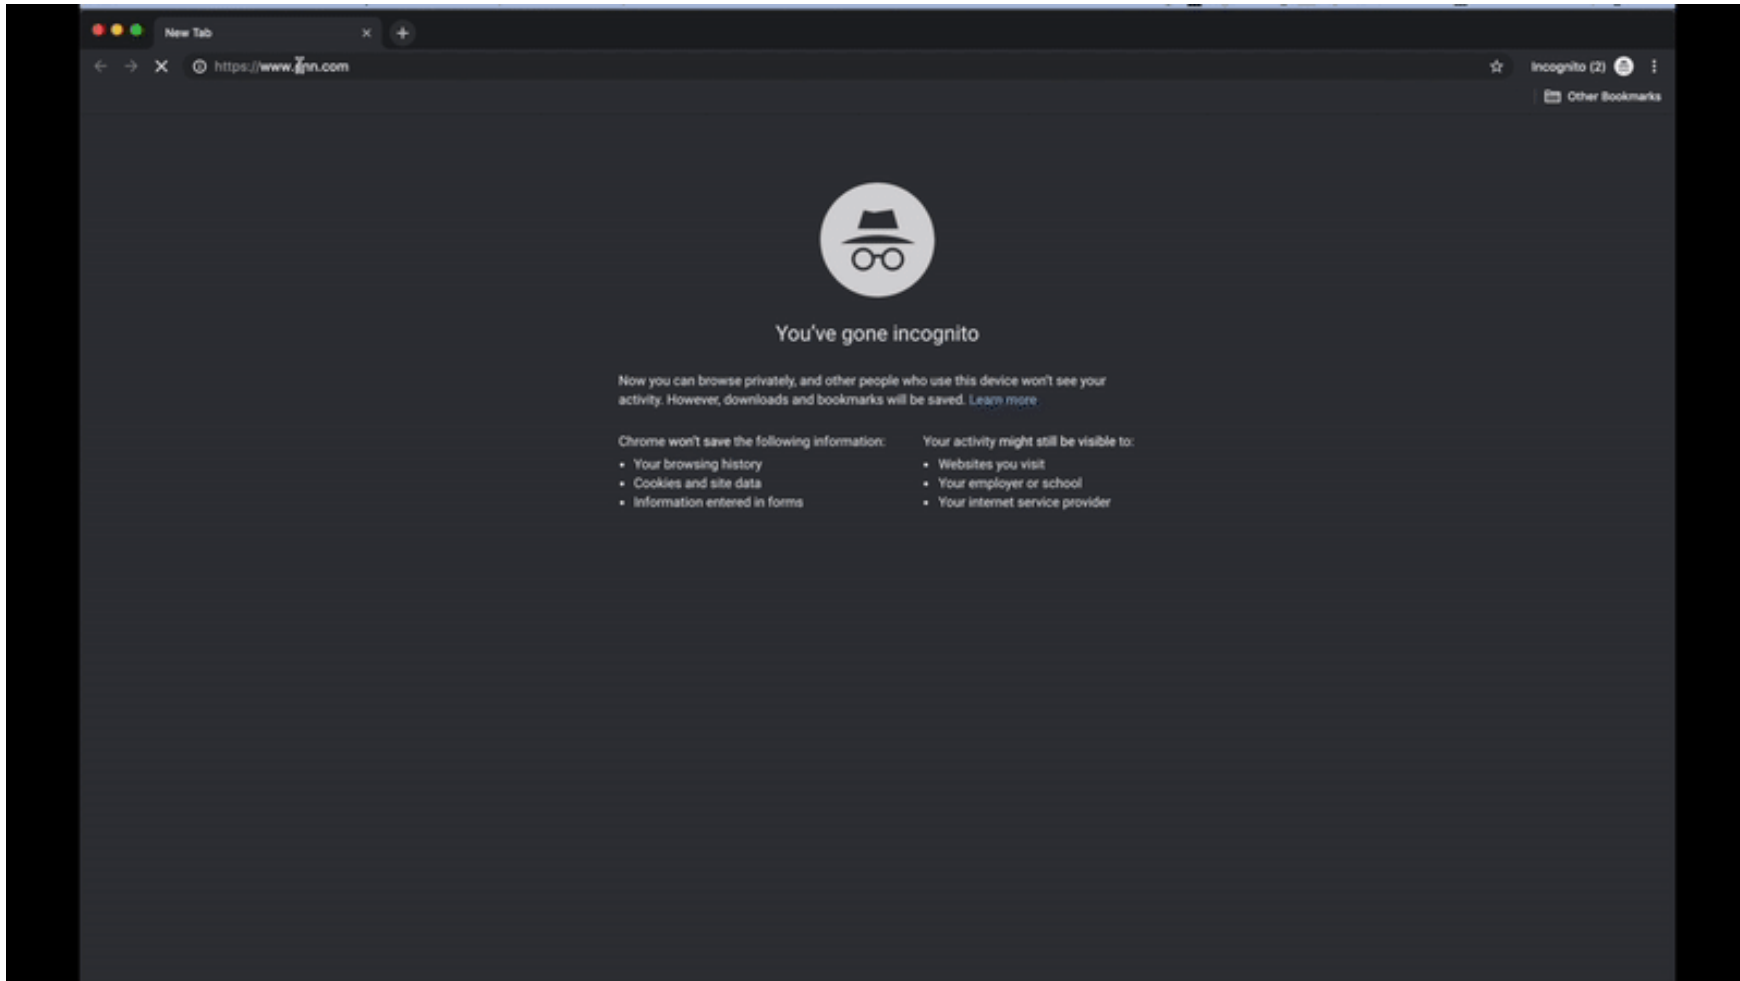 New Tab
Incognito (2)
Other Bookmarks
You've gone incognito
Now you can browse privately, and other people who use this device won't see your
activity. However, downloads and bookmarks will be saved. Learn more
Chrome won't save the following information:
Your browsing history
Cookies and site data
Information entered in forms
Your activity might still be visible to:
Websites you visit
Your employer or school
Your internet service provider